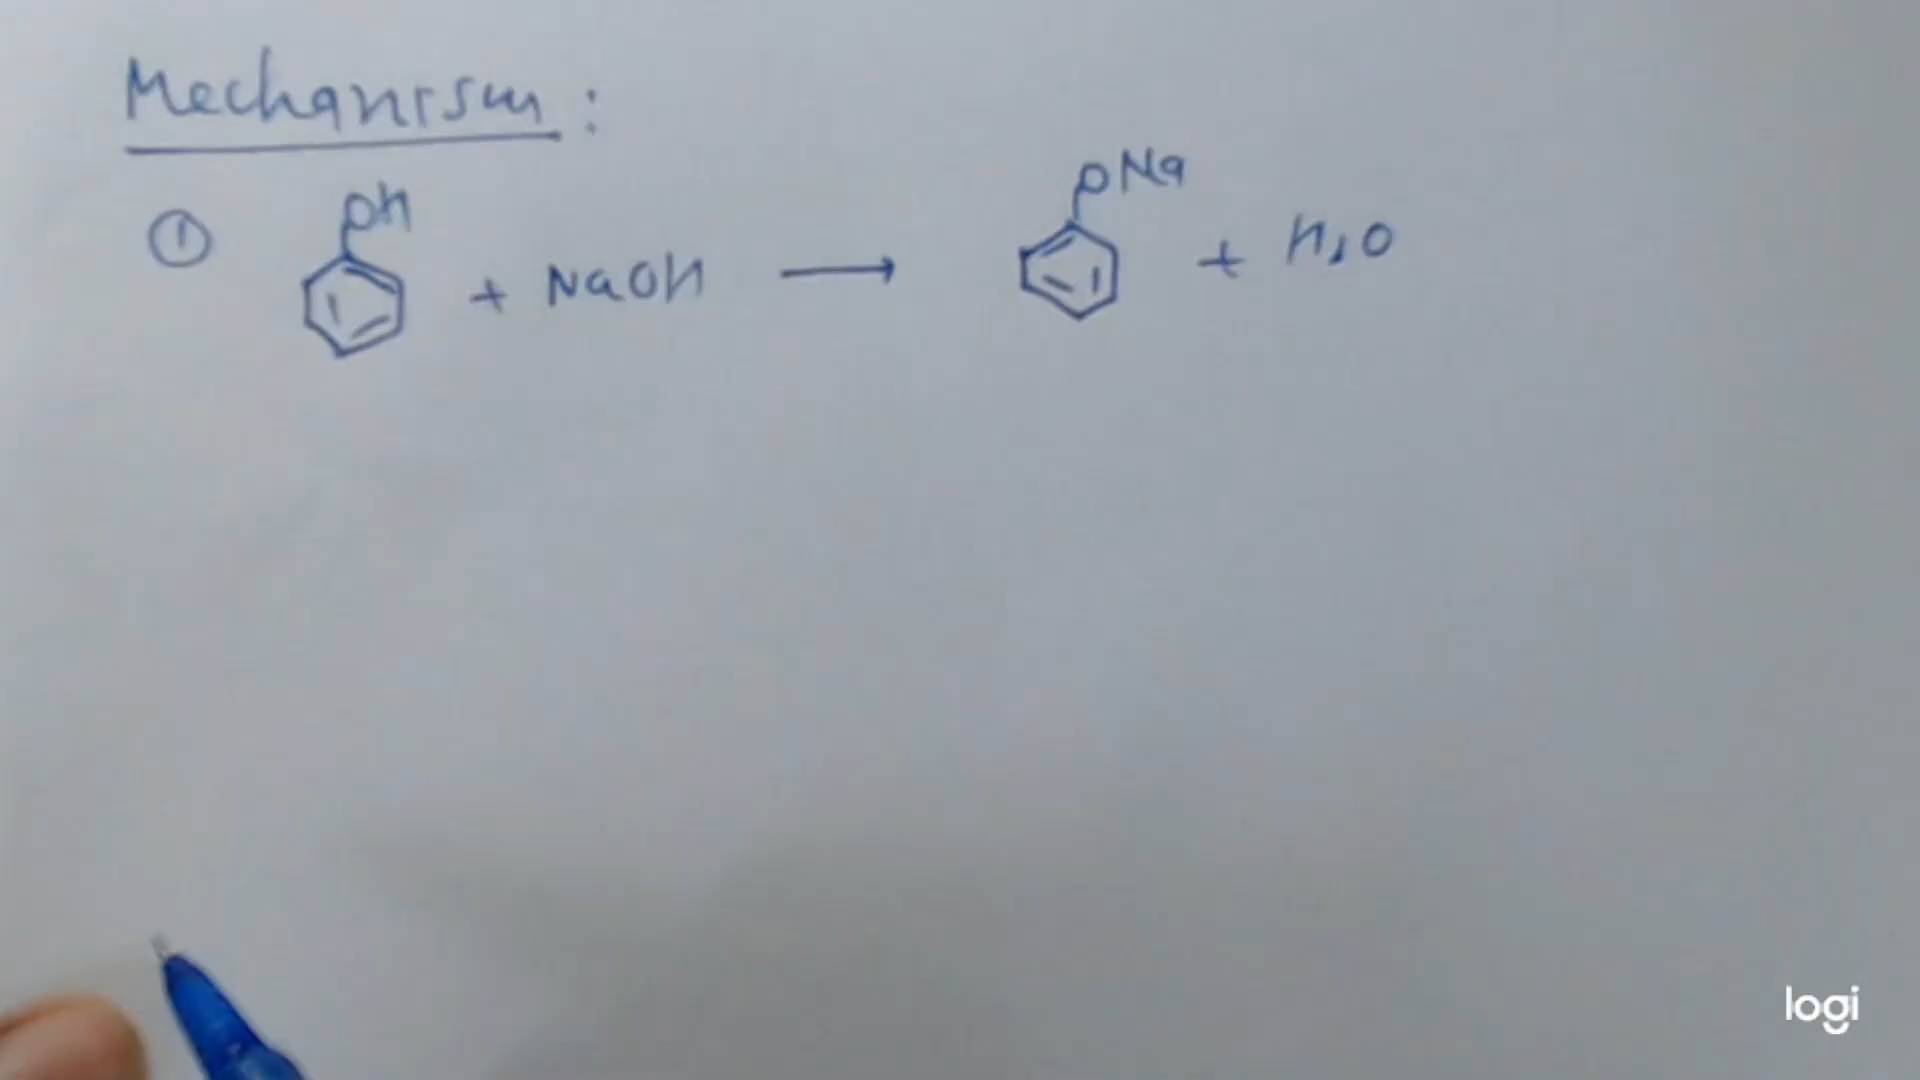 Mechanism :
① OH + NaOH ⟶ ONa + H₂O
logi